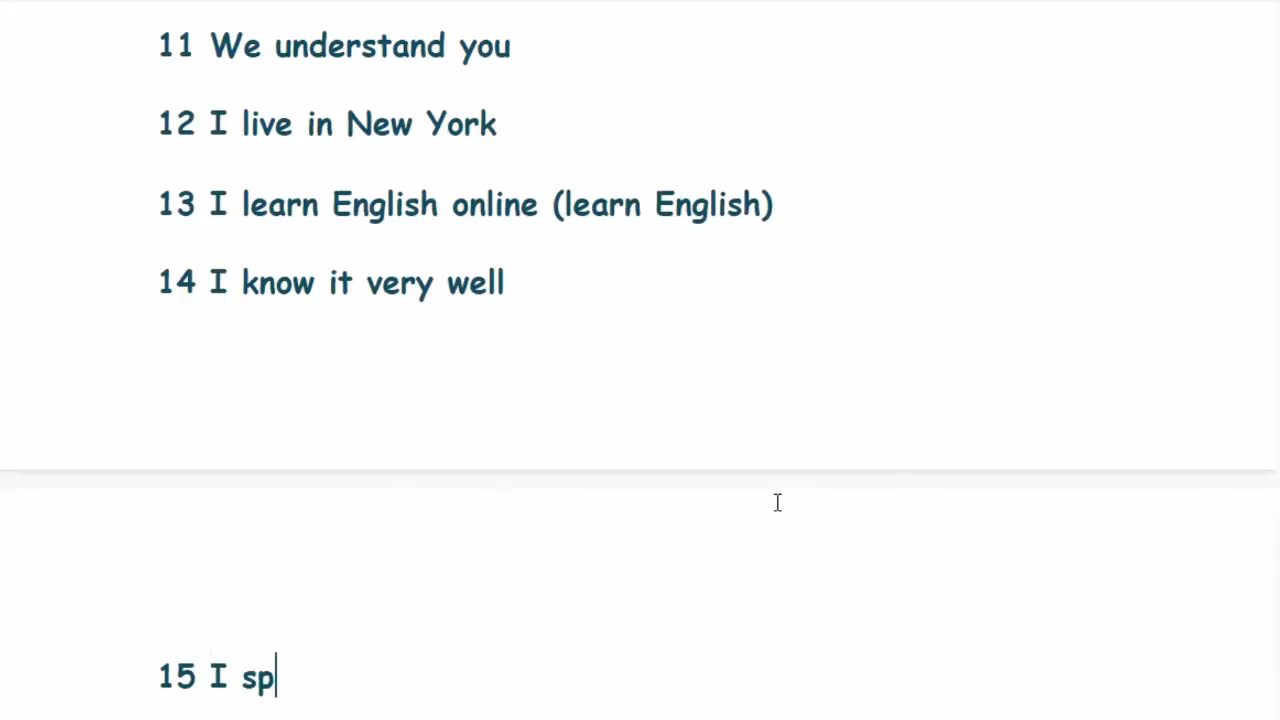 11 We understand you
12 I live in New York
13 I learn English online (learn English)
14 I know it very well
15 I sp